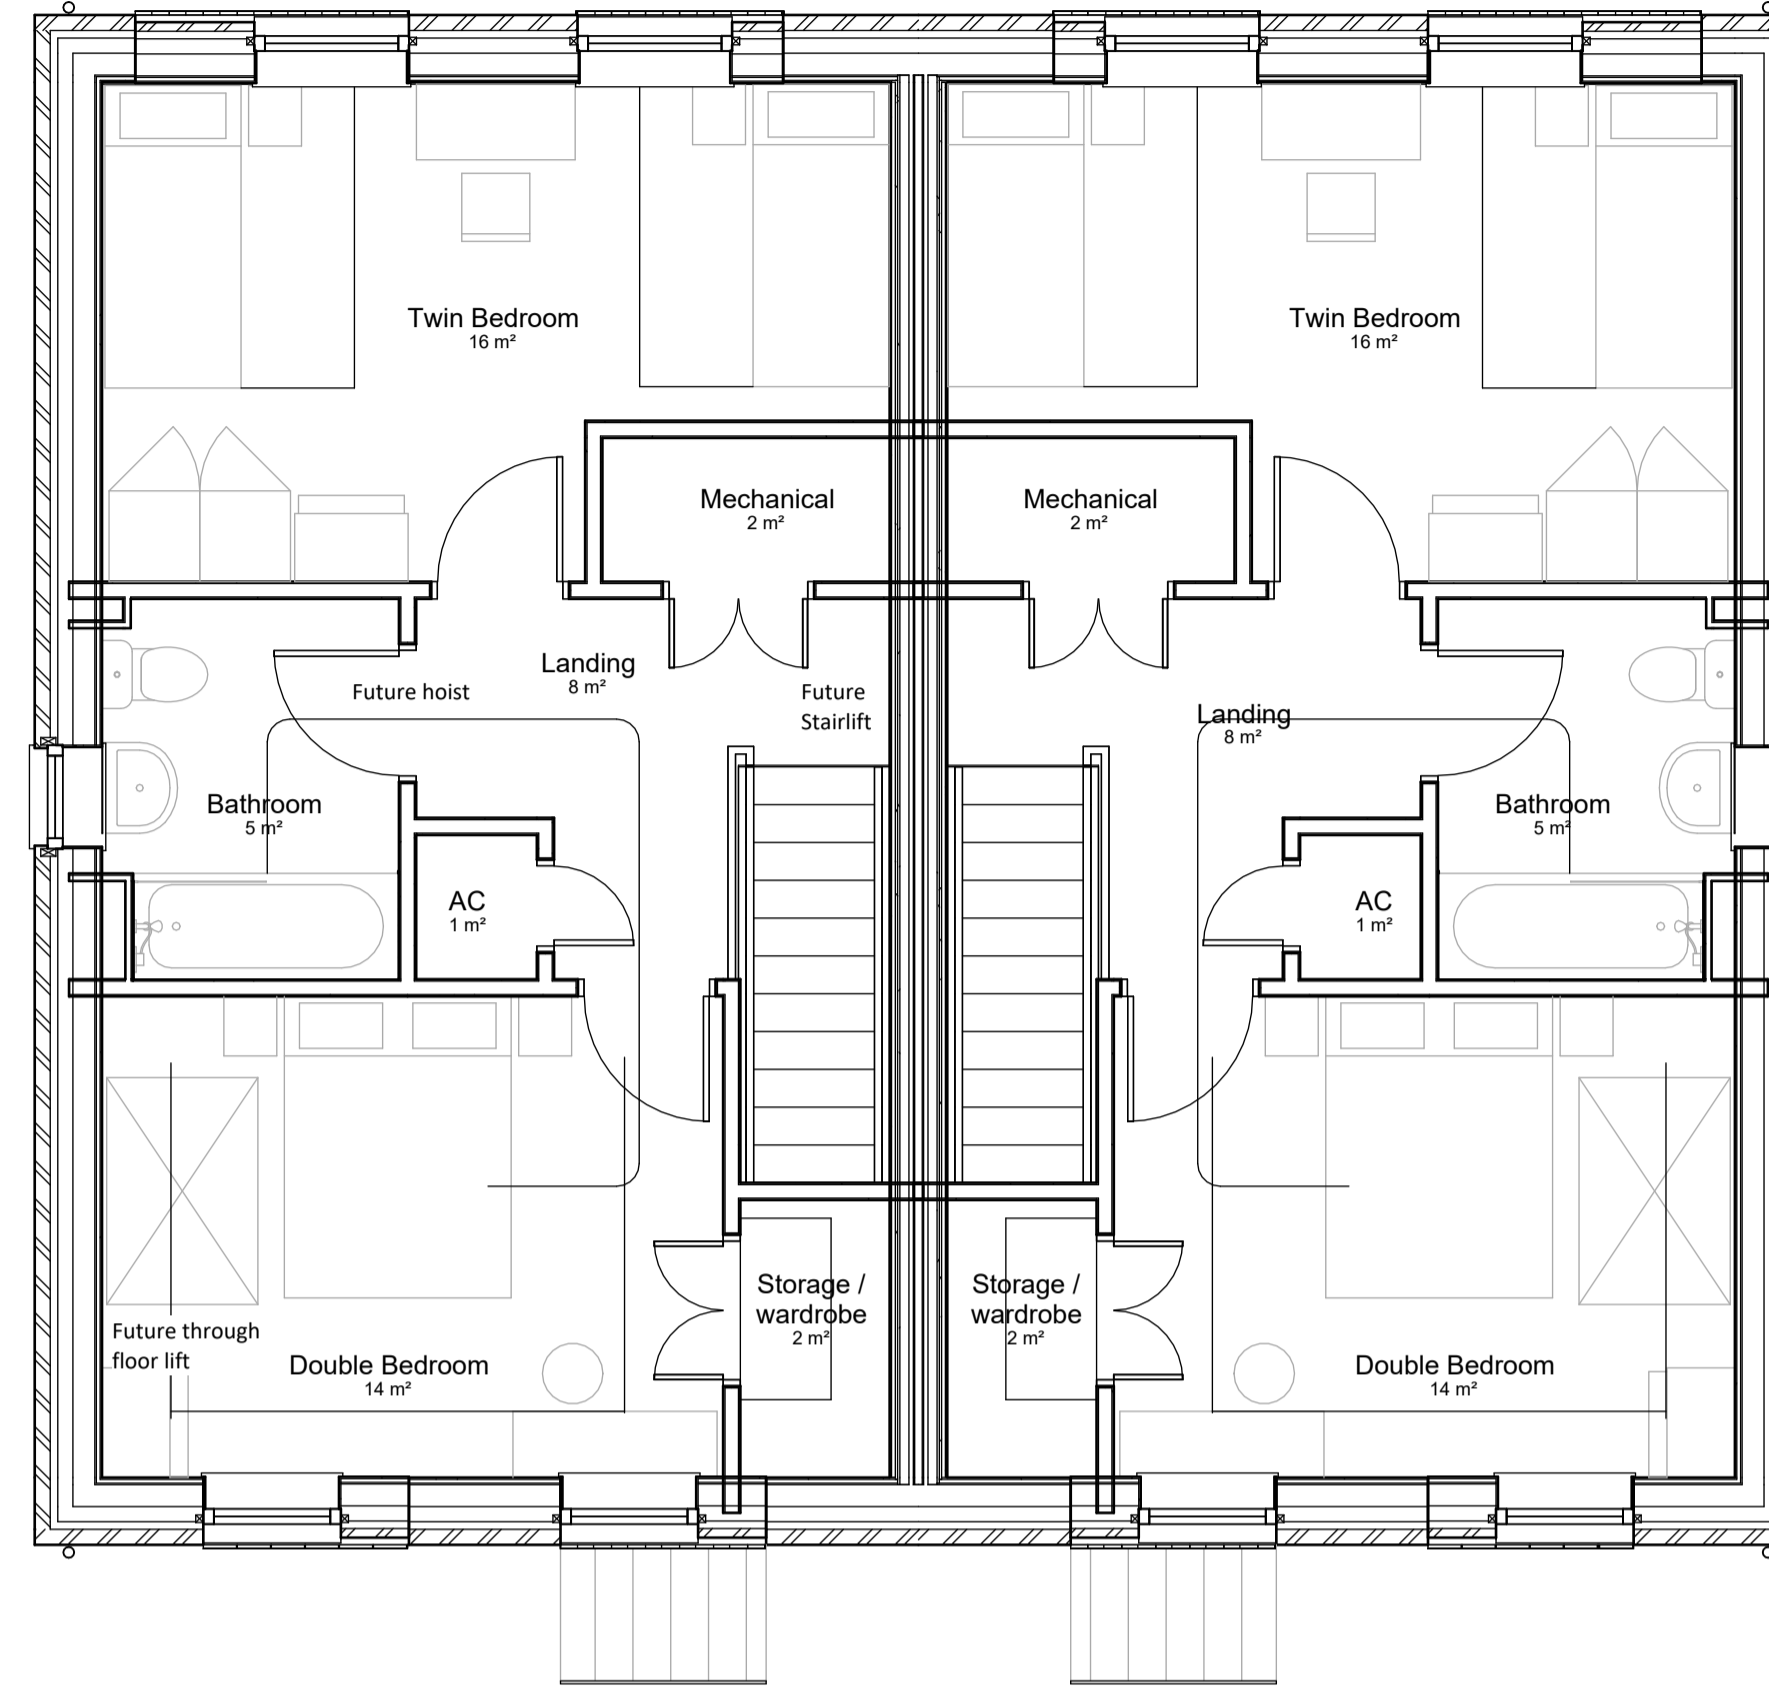 Twin Bedroom
16 m²
Twin Bedroom
16 m²
Mechanical
2 m²
Mechanical
2 m²
Landing
8 m²
Future hoist
Future
Stairlift
Landing
8 m²
Bathroom
5 m²
Bathroom
5 m²
AC
1 m²
AC
1 m²
Storage /
wardrobe
2 m²
Storage /
wardrobe
2 m²
Future through
floor lift
Double Bedroom
14 m²
Double Bedroom
14 m²